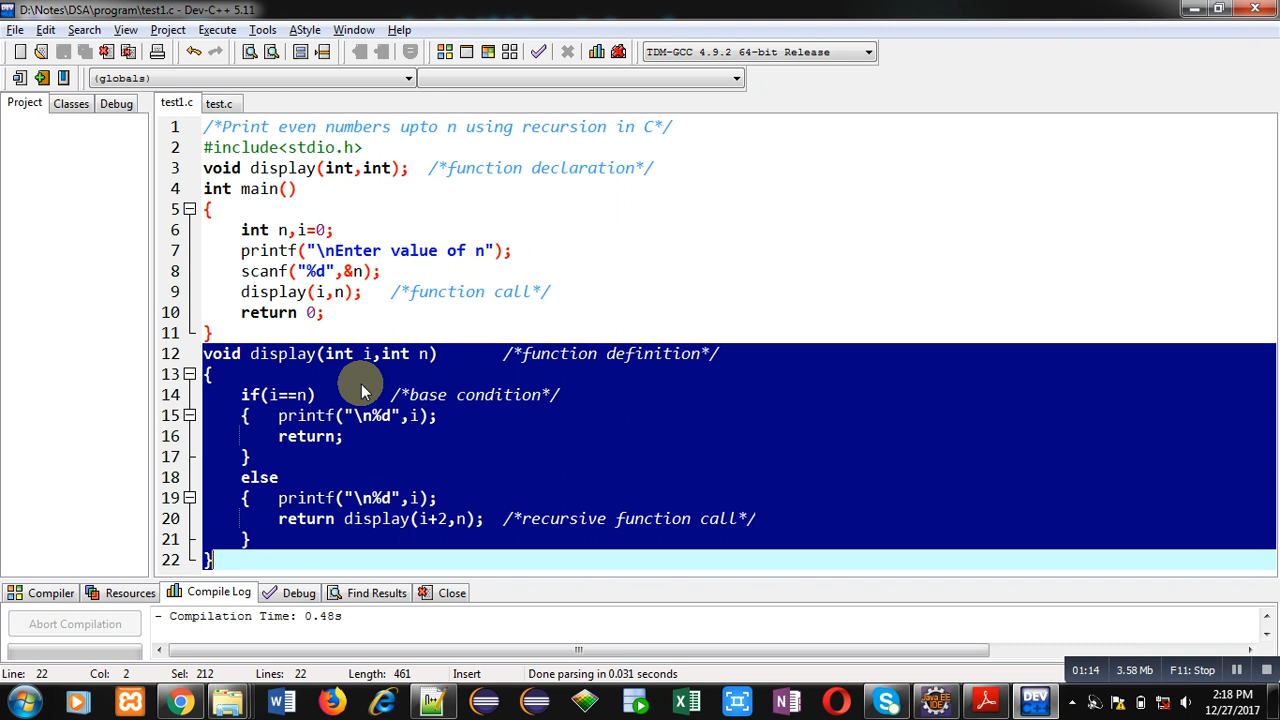 D:\Notes\DSA\program\test1.c - Dev-C++ 5.11
File Edit Search View Project Execute Tools AStyle Window Help
TDM-GCC 4.9.2 64-bit Release
(globals)
Project Classes Debug test1.c test.c
1 /*Print even numbers upto n using recursion in C*/
2 #include<stdio.h>
3 void display(int,int); /*function declaration*/
4 int main()
5 {
6 int n,i=0;
7 printf("\nEnter value of n");
8 scanf("%d",&n);
9 display(i,n); /*function call*/
10 return 0;
11 }
12 void display(int i,int n) /*function definition*/
13 {
14 if(i==n) /*base condition*/
15 { printf("\n%d",i);
16 return;
17 }
18 else
19 { printf("\n%d",i);
20 return display(i+2,n); /*recursive function call*/
21 }
22 }
Compiler Resources Compile Log Debug Find Results Close
Abort Compilation
- Compilation Time: 0.48s
Line: 22 Col: 2 Sel: 212 Lines: 22 Length: 461 Insert Done parsing in 0.031 seconds
01:14 3.58 Mb F11: Stop
2:18 PM
12/27/2017